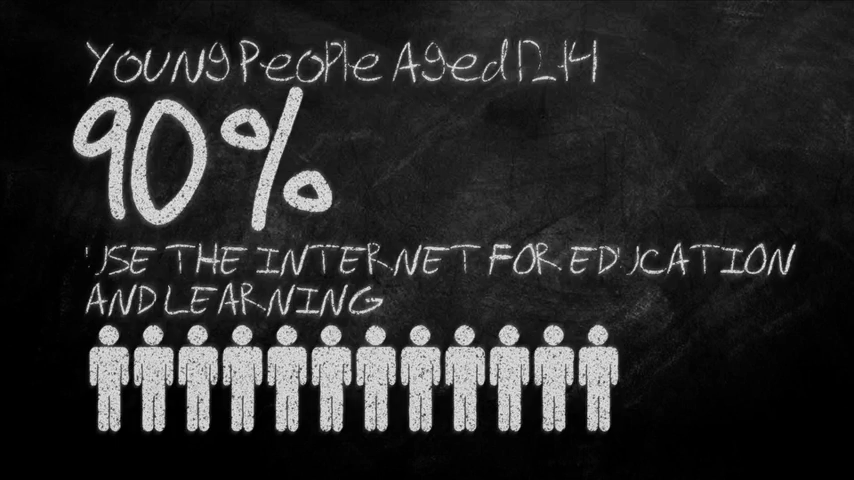 Young People Aged 12-14
90%
USE THE INTERNET FOR EDUCATION
AND LEARNING